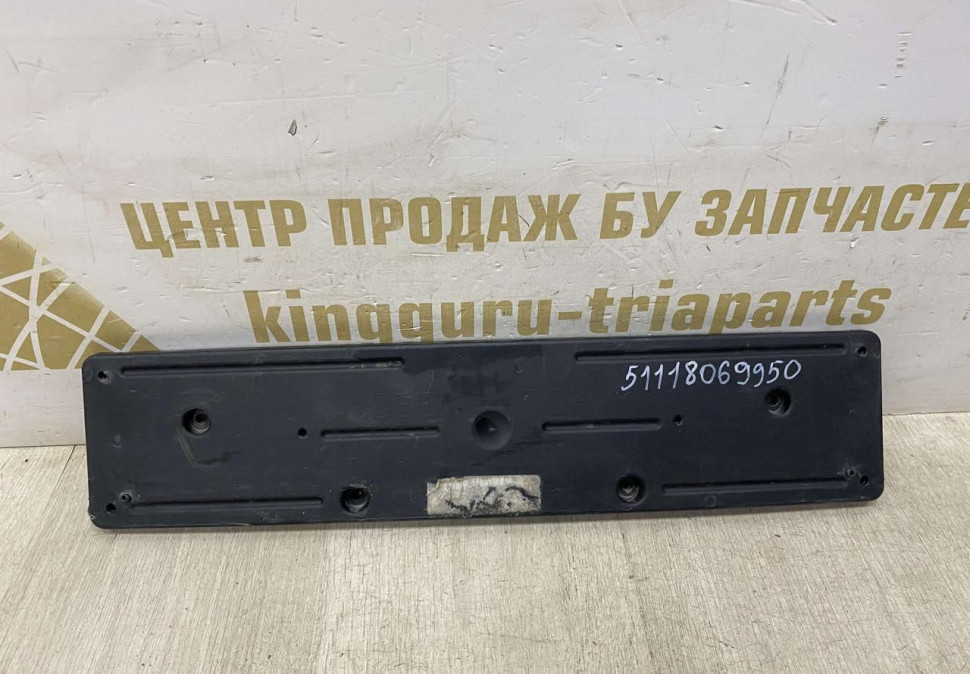 ЦЕНТР ПРОДАЖ БУ ЗАПЧАСТЕ
kingguru-triaparts
51118069950